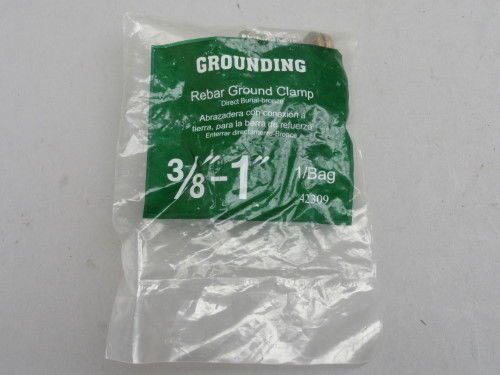 GROUNDING
Rebar Ground Clamp
Direct Burial-bronze
Abrazadera con conexión a
tierra, para la barra de refuerza
Enterrar directamente-Bronce
3/8"-1"
1/Bag
42309